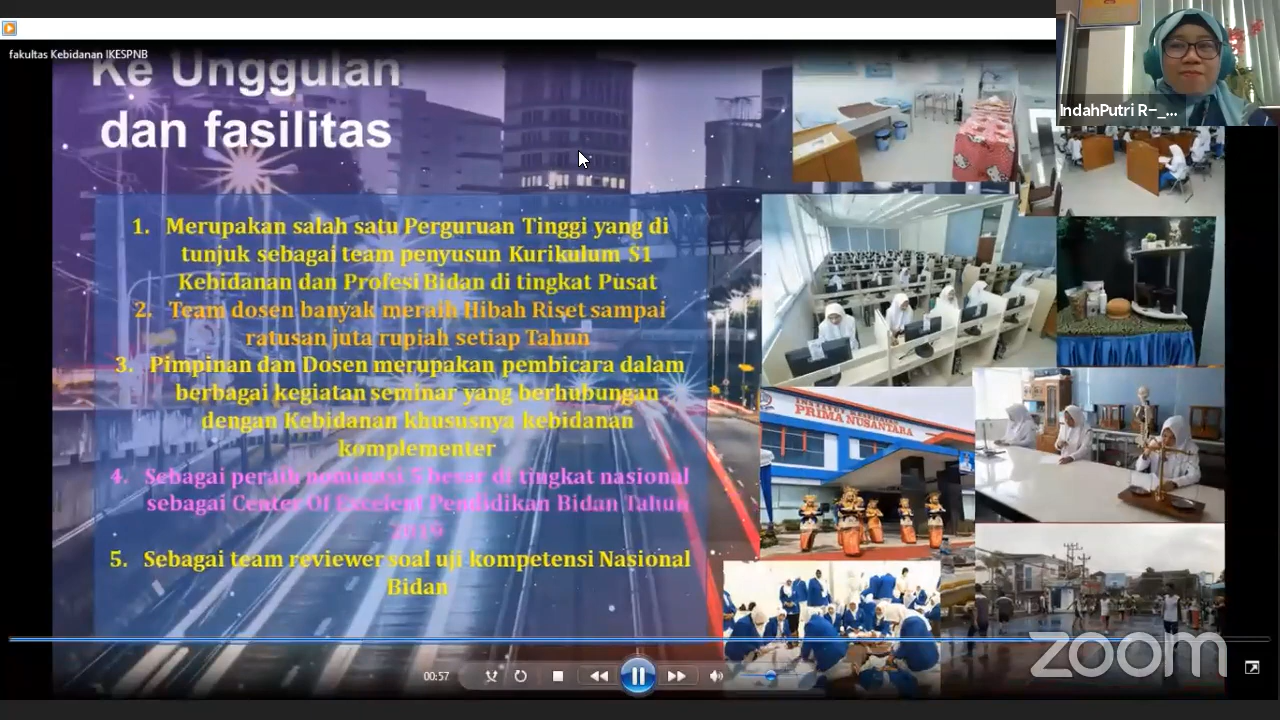 fakultas Kebidanan IKESPNB
Ke Unggulan
dan fasilitas
IndahPutri R-_...
1. Merupakan salah satu Perguruan Tinggi yang di
tunjuk sebagai team penyusun Kurikulum S1
Kebidanan dan Profesi Bidan di tingkat Pusat
2. Team dosen banyak meraih Hibah Riset sampai
ratusan juta rupiah setiap Tahun
3. Pimpinan dan Dosen merupakan pembicara dalam
berbagai kegiatan seminar yang berhubungan
dengan Kebidanan khususnya kebidanan
komplementer
4. Sebagai peraih nominasi 5 besar di tingkat nasional
sebagai Center Of Excelent Pendidikan Bidan Tahun
2019
5. Sebagai team reviewer soal uji kompetensi Nasional
Bidan
INSTITUT KESEHATAN
PRIMA NUSANTARA
00:57
zoom